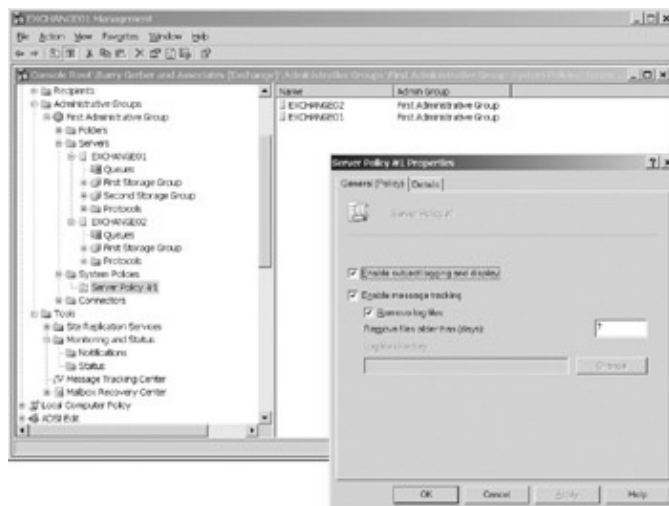 EXCHANGE01 Management
File Action View Favorites Window Help
Console Root\Barry Gerber and Associates (Exchange)\Administrative Groups\First Administrative Group\System Policies\Server
Recipients
Administrative Groups
First Administrative Group
Folders
Servers
EXCHANGE01
Queues
First Storage Group
Second Storage Group
Protocols
EXCHANGE02
Queues
First Storage Group
Protocols
System Policies
Server Policy #1
Connectors
Tools
Site Replication Services
Monitoring and Status
Notifications
Status
Message Tracking Center
Mailbox Recovery Center
Local Computer Policy
ADSI Edit
Name Admin Group
EXCHANGE02 First Administrative Group
EXCHANGE01 First Administrative Group
Server Policy #1 Properties
General (Policy) Details
Server Policy #1
Enable subject logging and display
Enable message tracking
Remove log files
Remove files older than (days): 7
Log file directory:
Change
OK Cancel Apply Help